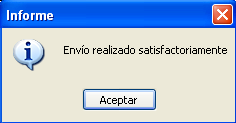 Informe
Envío realizado satisfactoriamente
Aceptar